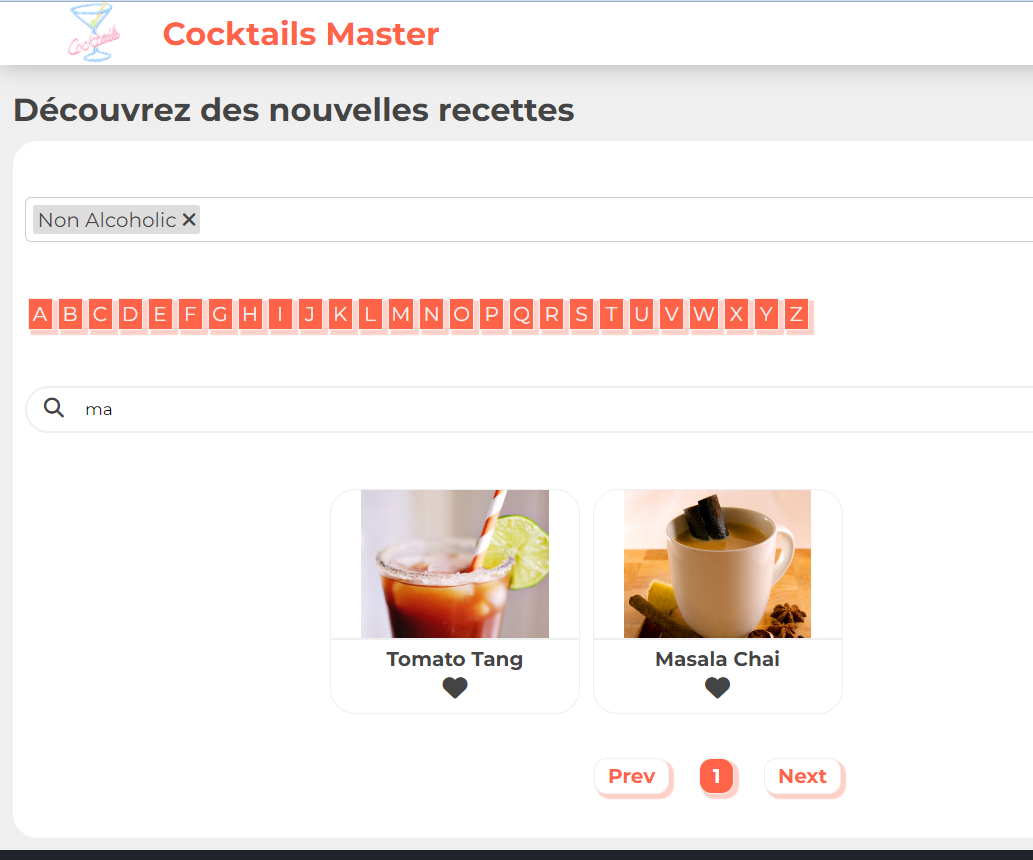 Cocktails
Cocktails Master
Découvrez des nouvelles recettes
Non Alcoholic ×
A B C D E F G H I J K L M N O P Q R S T U V W X Y Z
ma
Tomato Tang
Masala Chai
Prev 1 Next